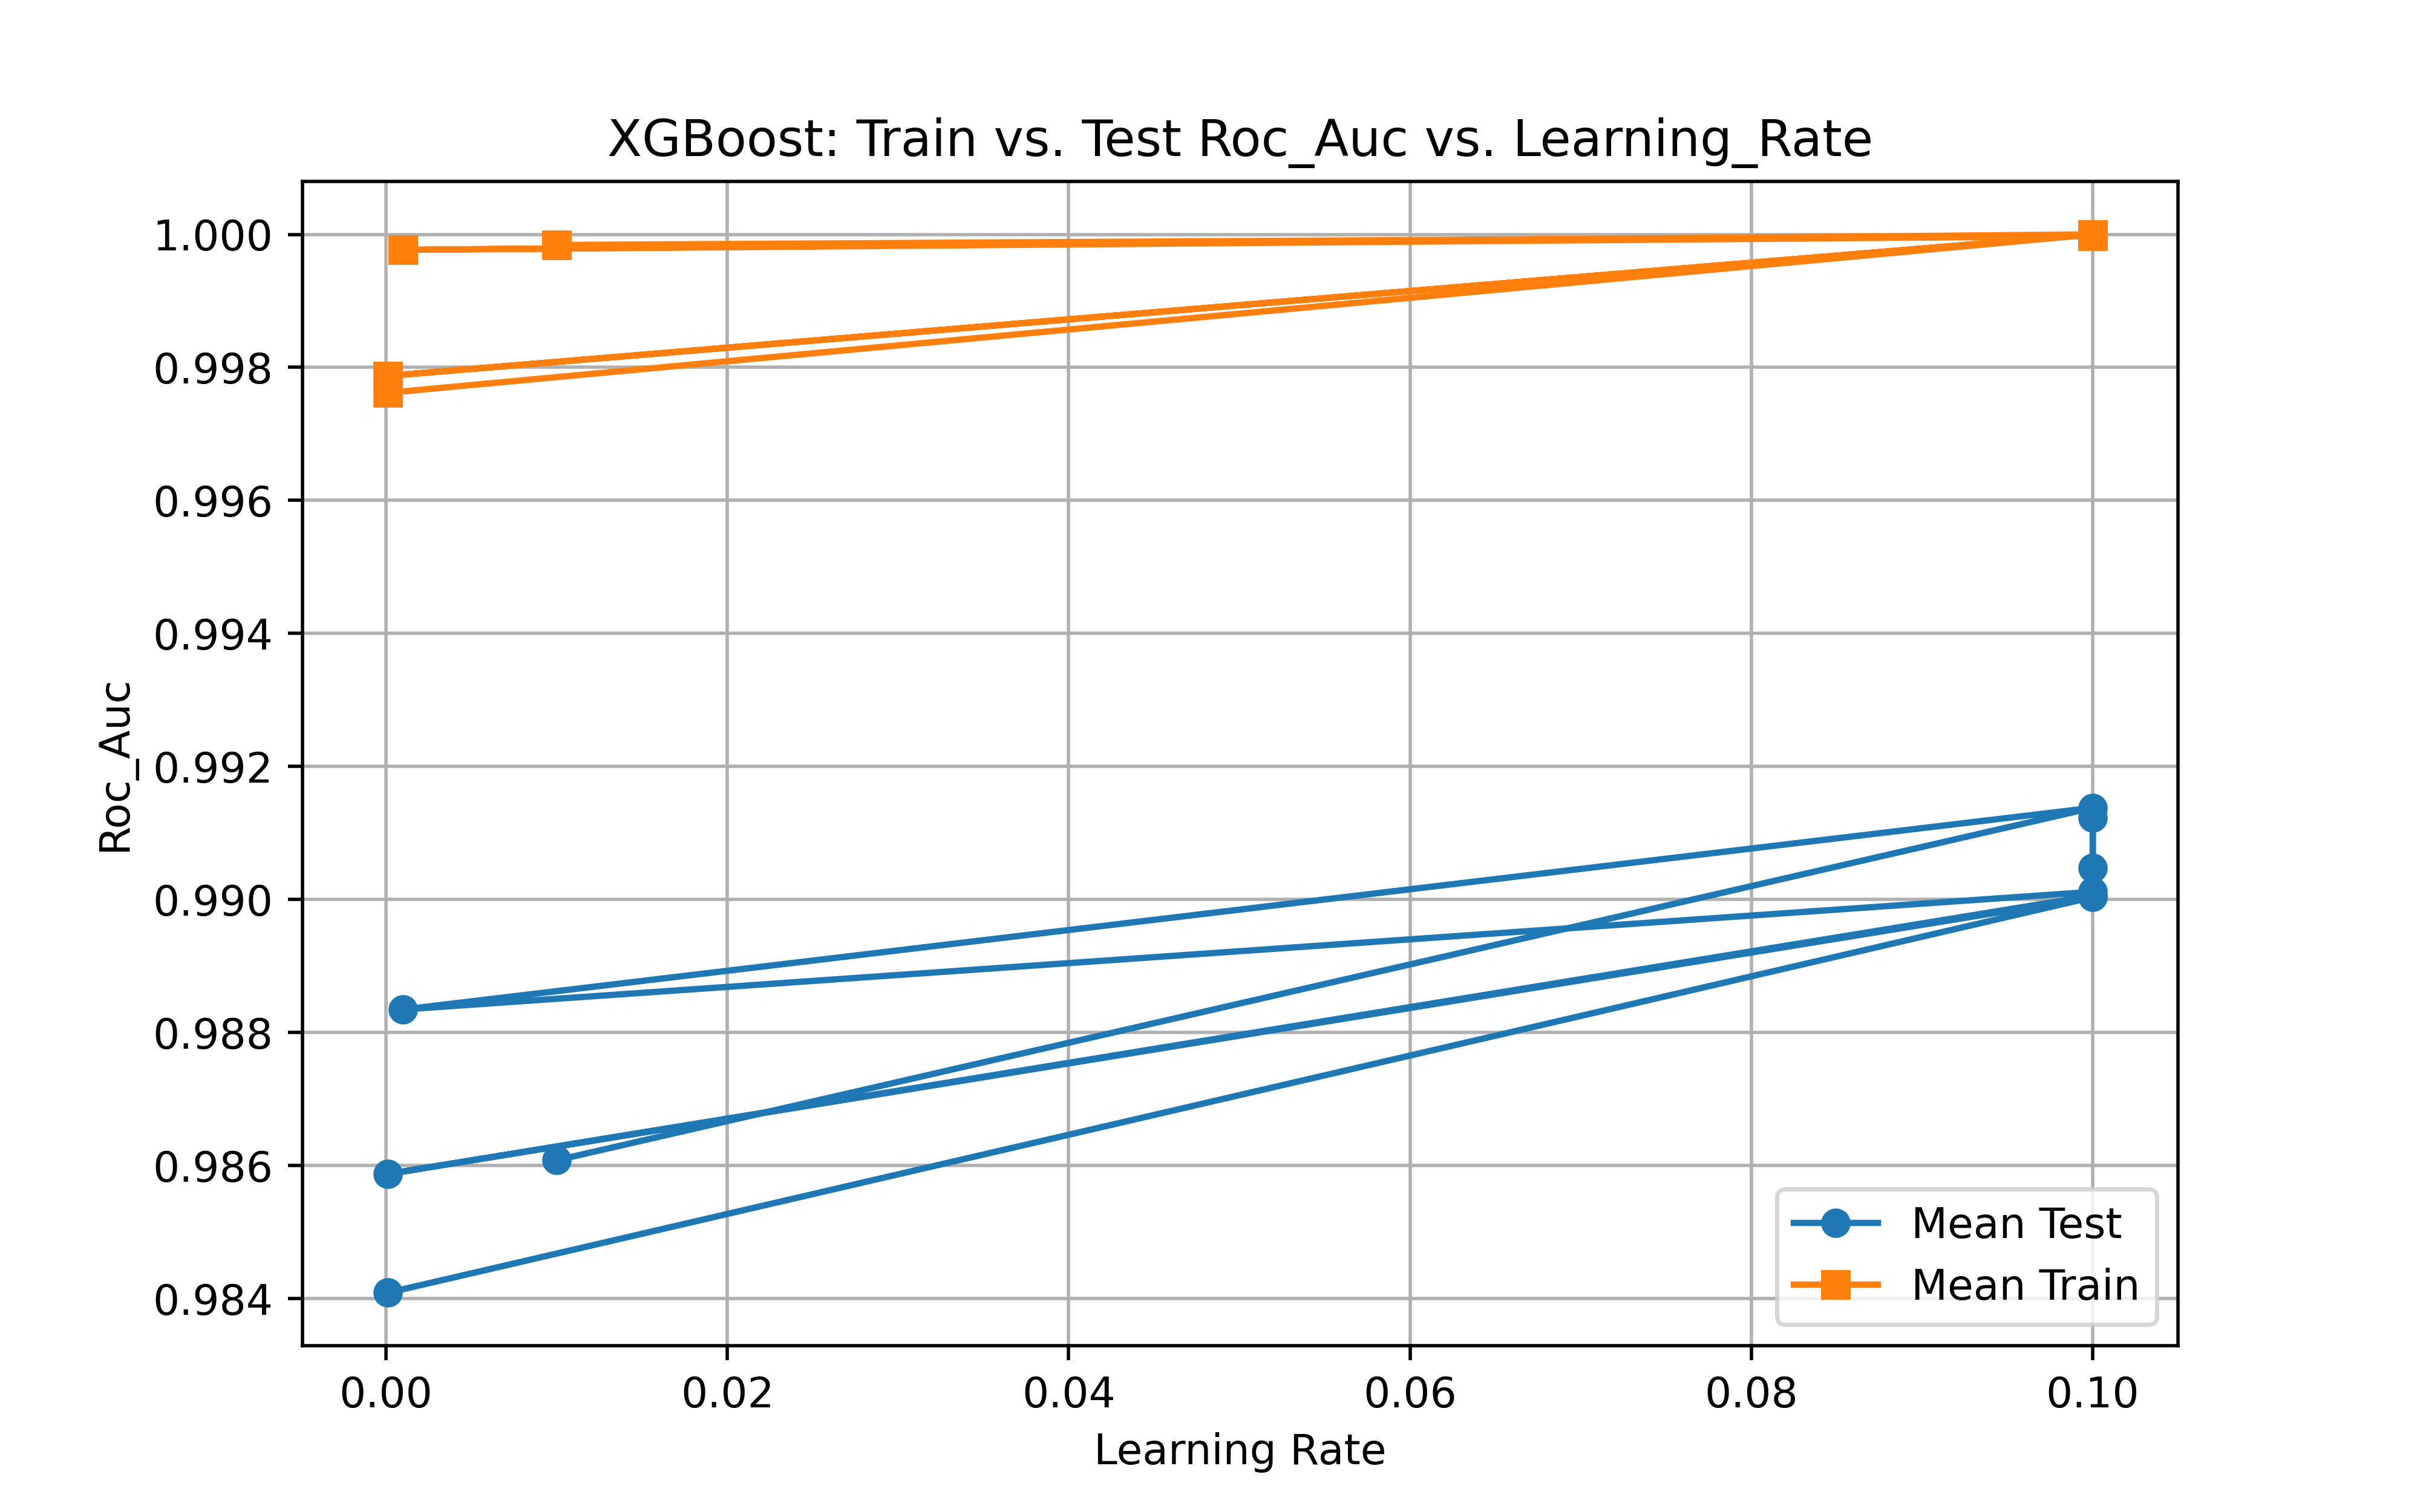 XGBoost: Train vs. Test Roc_Auc vs. Learning_Rate
1.000
0.998
0.996
0.994
0.992
0.990
0.988
0.986
0.984
Roc_Auc
Mean Test
Mean Train
0.00 0.02 0.04 0.06 0.08 0.10
Learning Rate